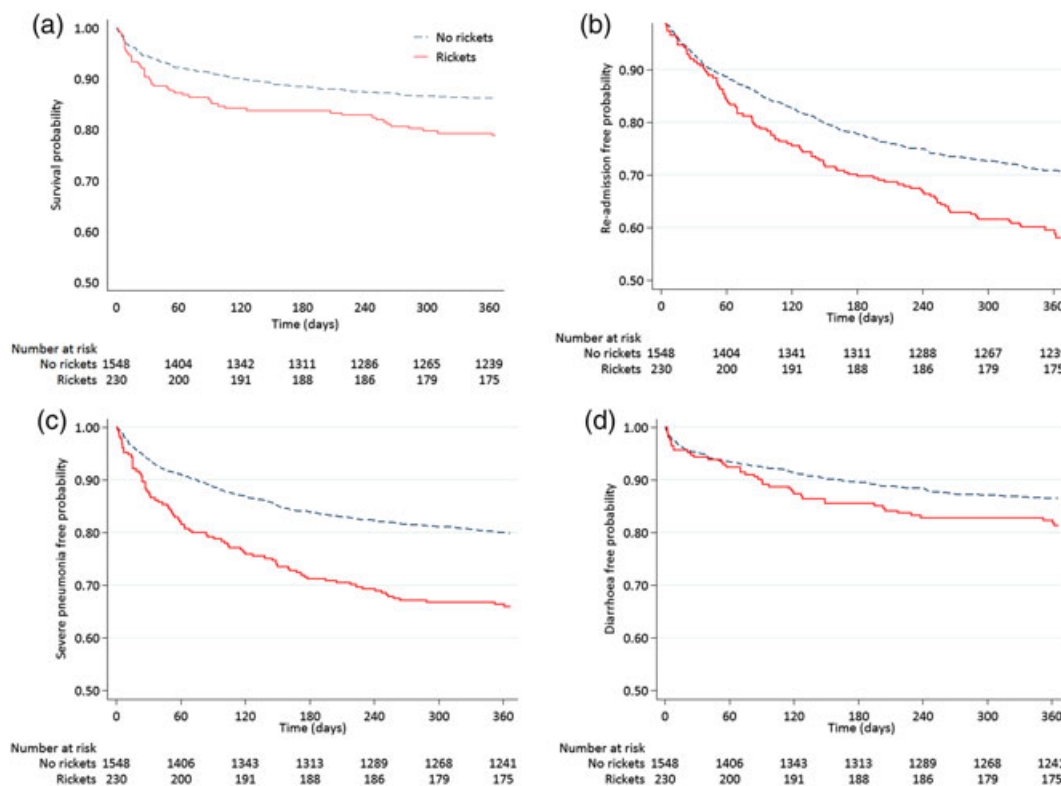 (a)
1.00
0.90
0.80
0.70
0.60
0.50
Survival probability
No rickets
Rickets
0 60 120 180 240 300 360
Time (days)
Number at risk
No rickets 1548 1404 1342 1311 1286 1265 1239
Rickets 230 200 191 188 186 179 175
(b)
0.90
0.80
0.70
0.60
0.50
Re-admission free probability
0 60 120 180 240 300 360
Time (days)
Number at risk
No rickets 1548 1404 1341 1311 1288 1267 1239
Rickets 230 200 191 188 186 179 175
(c)
1.00
0.90
0.80
0.70
0.60
0.50
Severe pneumonia free probability
0 60 120 180 240 300 360
Time (days)
Number at risk
No rickets 1548 1406 1343 1313 1289 1268 1241
Rickets 230 200 191 188 186 179 175
(d)
1.00
0.90
0.80
0.70
0.60
0.50
Diarrhoea free probability
0 60 120 180 240 300 360
Time (days)
Number at risk
No rickets 1548 1406 1343 1313 1289 1268 1241
Rickets 230 200 191 188 186 179 175